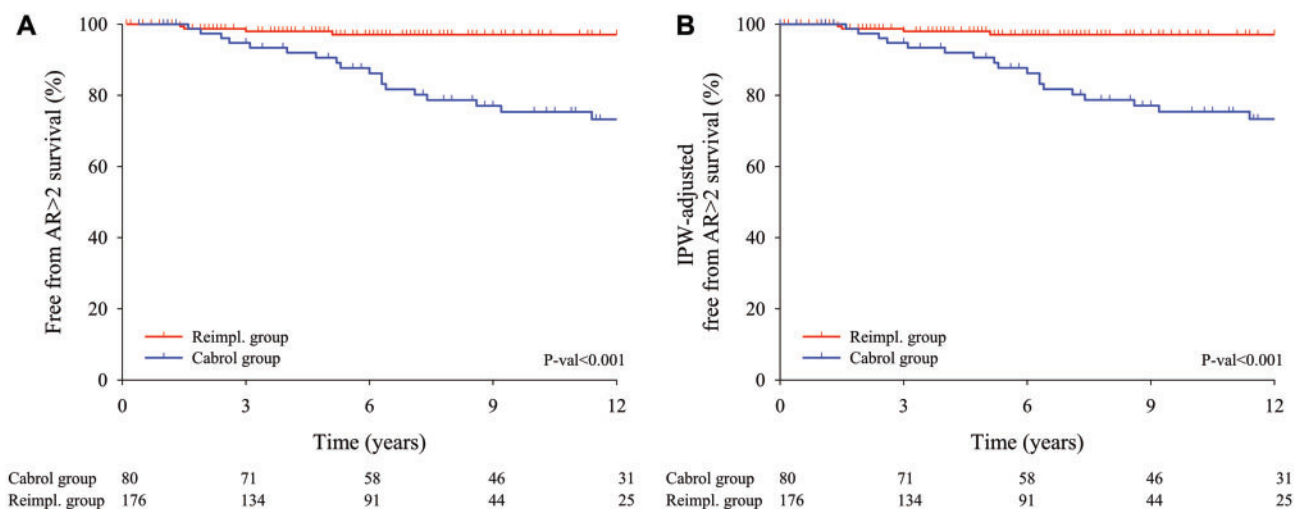 A
Free from AR>2 survival (%)
100
80
60
40
20
0
Reimpl. group
Cabrol group
P-val<0.001
0 3 6 9 12
Time (years)
Cabrol group 80 71 58 46 31
Reimpl. group 176 134 91 44 25
B
IPW-adjusted
free from AR>2 survival (%)
100
80
60
40
20
0
Reimpl. group
Cabrol group
P-val<0.001
0 3 6 9 12
Time (years)
Cabrol group 80 71 58 46 31
Reimpl. group 176 134 91 44 25